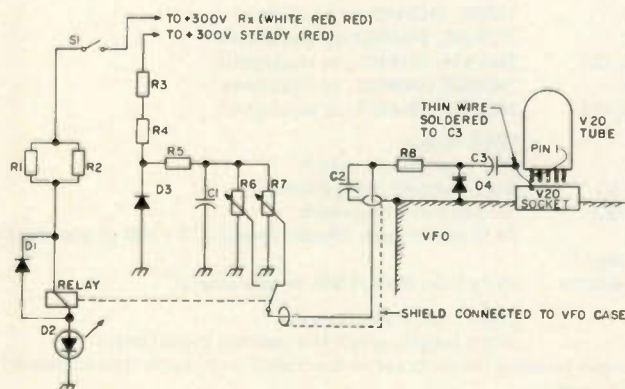 TO +300V Rx (WHITE RED RED)
TO +300V STEADY (RED)
S1
R3
R4
R1
R2
R5
D3
C1
R6
R7
D1
RELAY
D2
THIN WIRE
SOLDERED
TO C3
V20
TUBE
PIN 1
R8
C3
C2
D4
V20
SOCKET
VFO
SHIELD CONNECTED TO VFO CASE